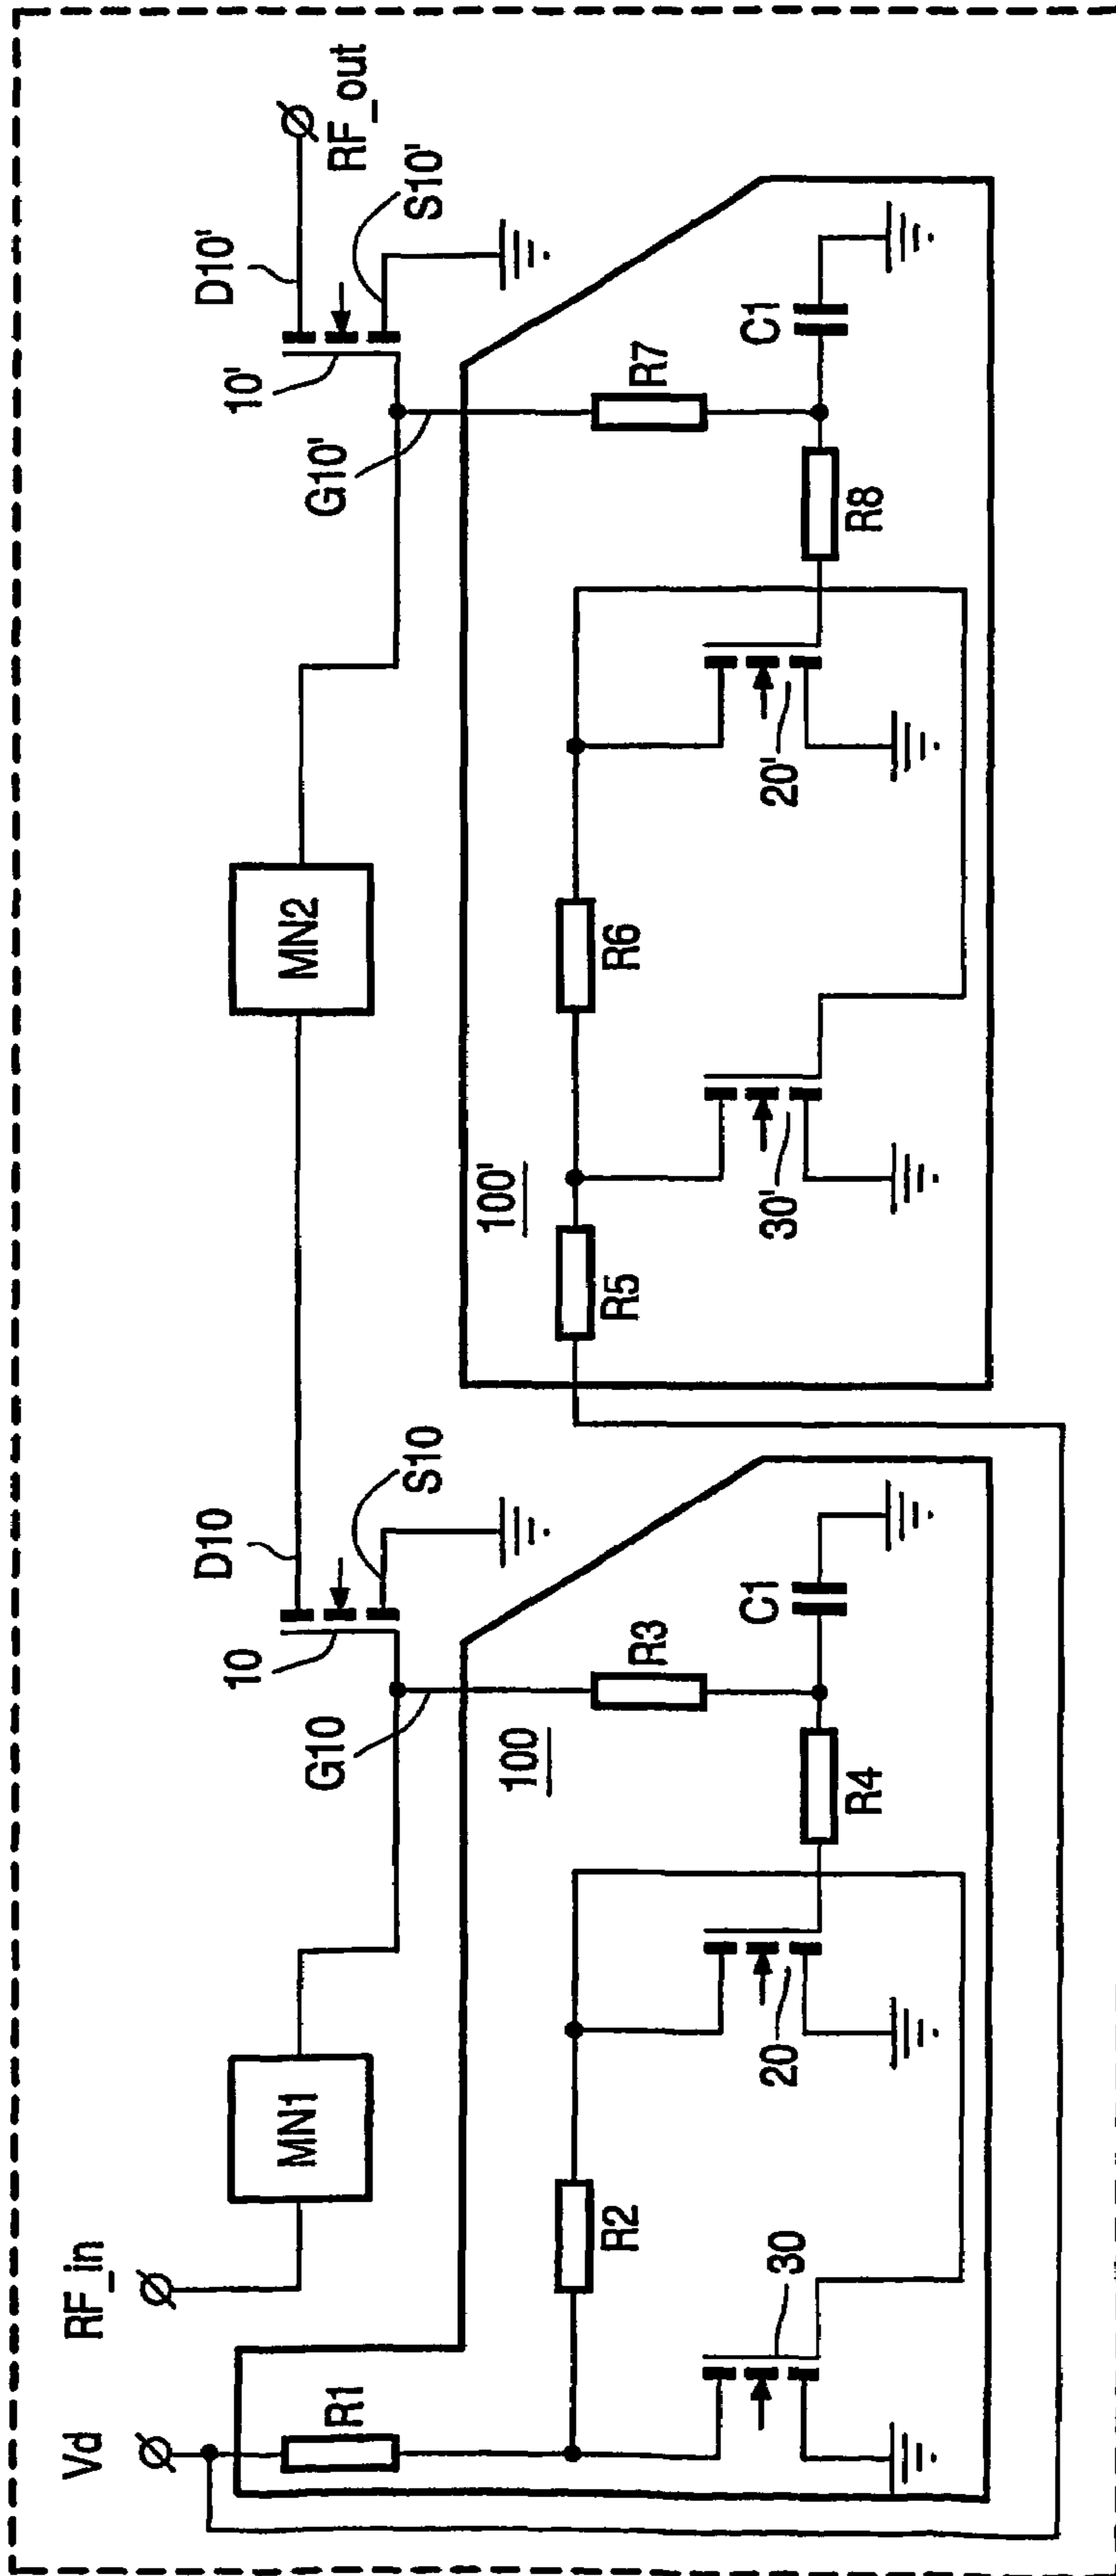 Vd
RF_in
MN1
G10
10
D10
S10
MN2
G10'
10'
D10'
S10'
RF_out
R1
R2
30
20
R4
R3
100
C1
R5
100'
30'
R6
20'
R8
R7
C1